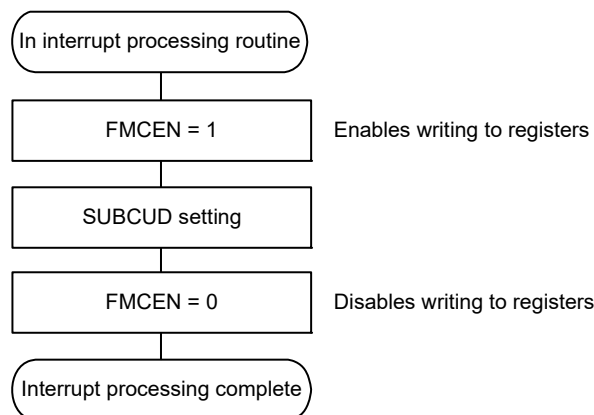 In interrupt processing routine
FMCEN = 1
Enables writing to registers
SUBCUD setting
FMCEN = 0
Disables writing to registers
Interrupt processing complete